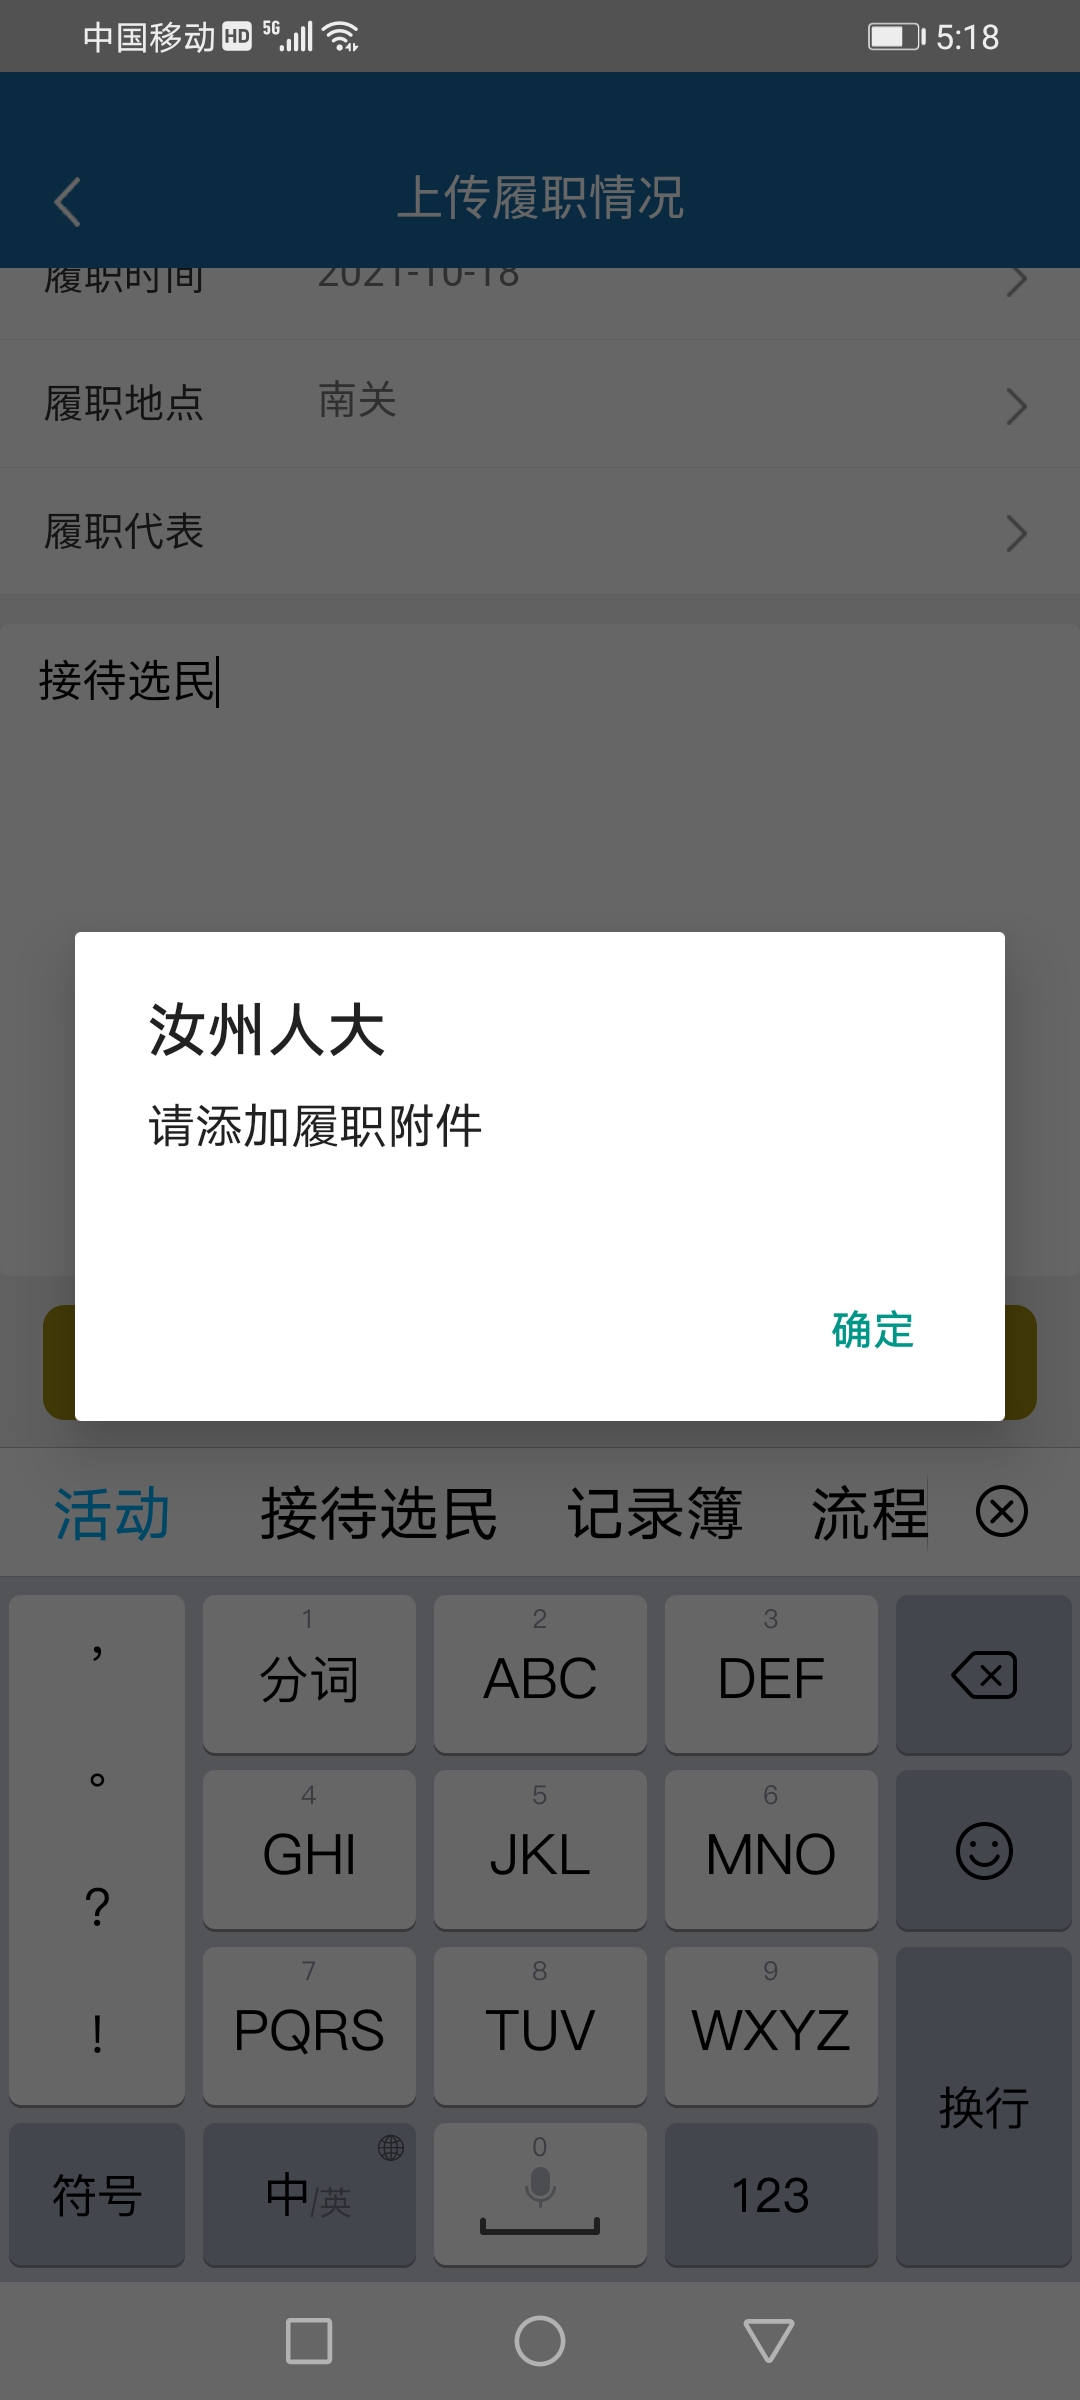 中国移动 HD 5G 5:18
上传履职情况
履职时间 2021-10-18
履职地点 南关
履职代表
接待选民
汝州人大
请添加履职附件
确定
活动 接待选民 记录簿 流程
， 1 2 3
分词 ABC DEF
。 4 5 6
GHI JKL MNO
？ 7 8 9
PQRS TUV WXYZ
！ 换行
符号 中/英 0 123